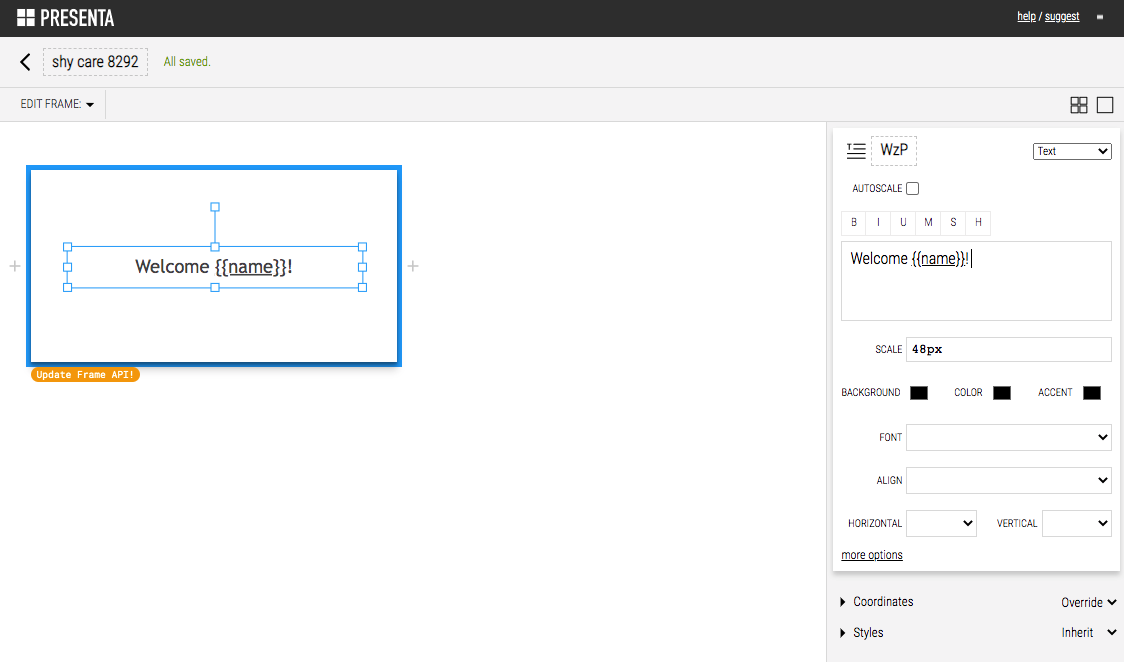 PRESENTA
help / suggest
shy care 8292
All saved.
EDIT FRAME:
WzP
Text
AUTOSCALE
B I U M S H
Welcome {{name}}!
Welcome {{name}}!
SCALE 48px
Update Frame API!
BACKGROUND COLOR ACCENT
FONT
ALIGN
HORIZONTAL VERTICAL
more options
Coordinates Override
Styles Inherit